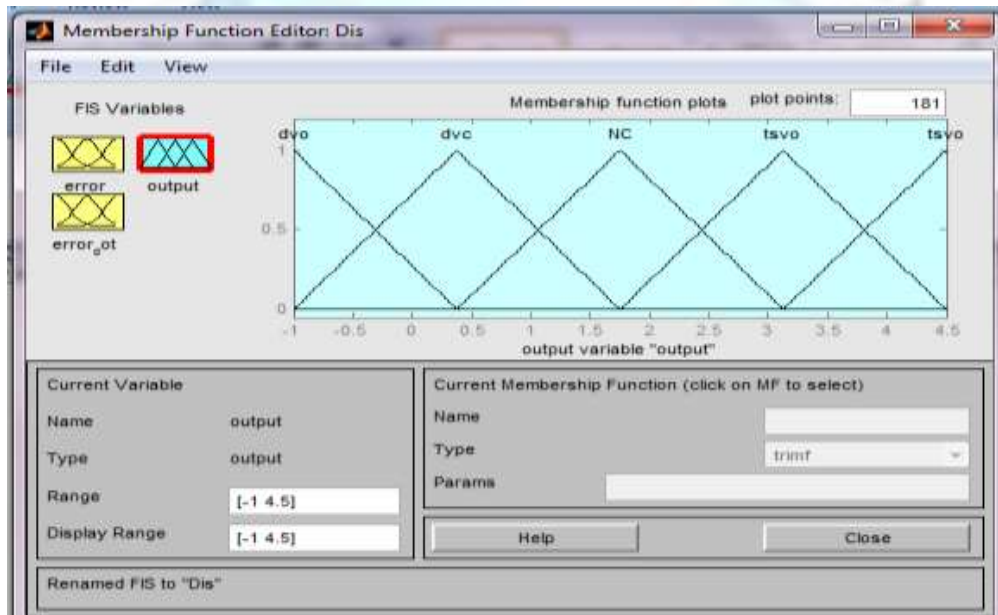 Membership Function Editor: Dis
File Edit View
FIS Variables
Membership function plots plot points: 181
dvo dvc NC tsvo tsvo
1
0.5
0
error output
error_dot
-1 -0.5 0 0.5 1 1.5 2 2.5 3 3.5 4 4.5
output variable "output"
Current Variable
Name output
Type output
Range [-1 4.5]
Display Range [-1 4.5]
Current Membership Function (click on MF to select)
Name
Type trimf
Params
Help Close
Renamed FIS to "Dis"